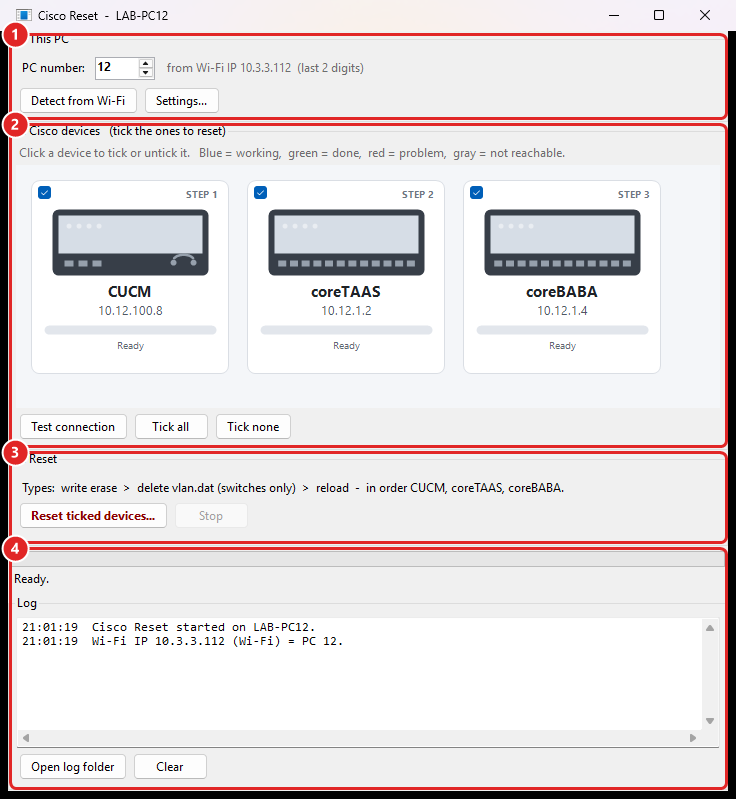 Cisco Reset - LAB-PC12
1
This PC
PC number: 12 from Wi-Fi IP 10.3.3.112 (last 2 digits)
Detect from Wi-Fi Settings...
2
Cisco devices (tick the ones to reset)
Click a device to tick or untick it. Blue = working, green = done, red = problem, gray = not reachable.
STEP 1 STEP 2 STEP 3
CUCM coreTAAS coreBABA
10.12.100.8 10.12.1.2 10.12.1.4
Ready Ready Ready
Test connection Tick all Tick none
3
Reset
Types: write erase > delete vlan.dat (switches only) > reload - in order CUCM, coreTAAS, coreBABA.
Reset ticked devices... Stop
4
Ready.
Log
21:01:19 Cisco Reset started on LAB-PC12.
21:01:19 Wi-Fi IP 10.3.3.112 (Wi-Fi) = PC 12.
Open log folder Clear